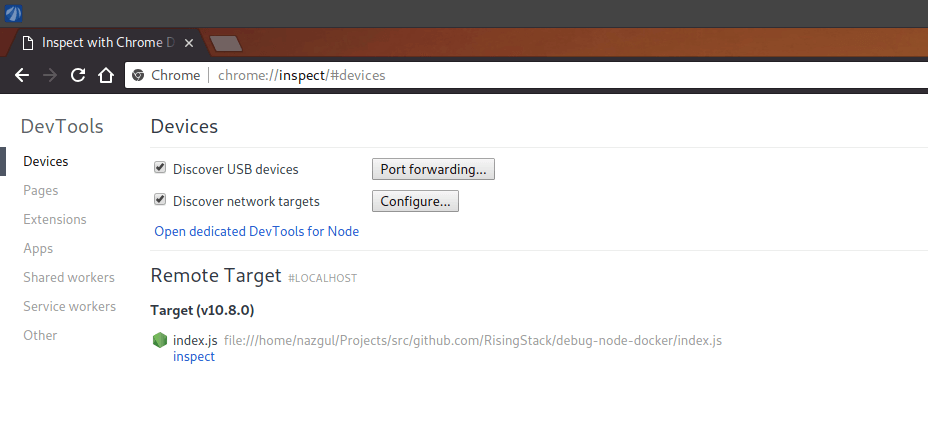 Inspect with Chrome D
Chrome chrome://inspect/#devices
DevTools
Devices
Pages
Extensions
Apps
Shared workers
Service workers
Other
Devices
Discover USB devices Port forwarding...
Discover network targets Configure...
Open dedicated DevTools for Node
Remote Target #LOCALHOST
Target (v10.8.0)
index.js file:///home/nazgul/Projects/src/github.com/RisingStack/debug-node-docker/index.js
inspect